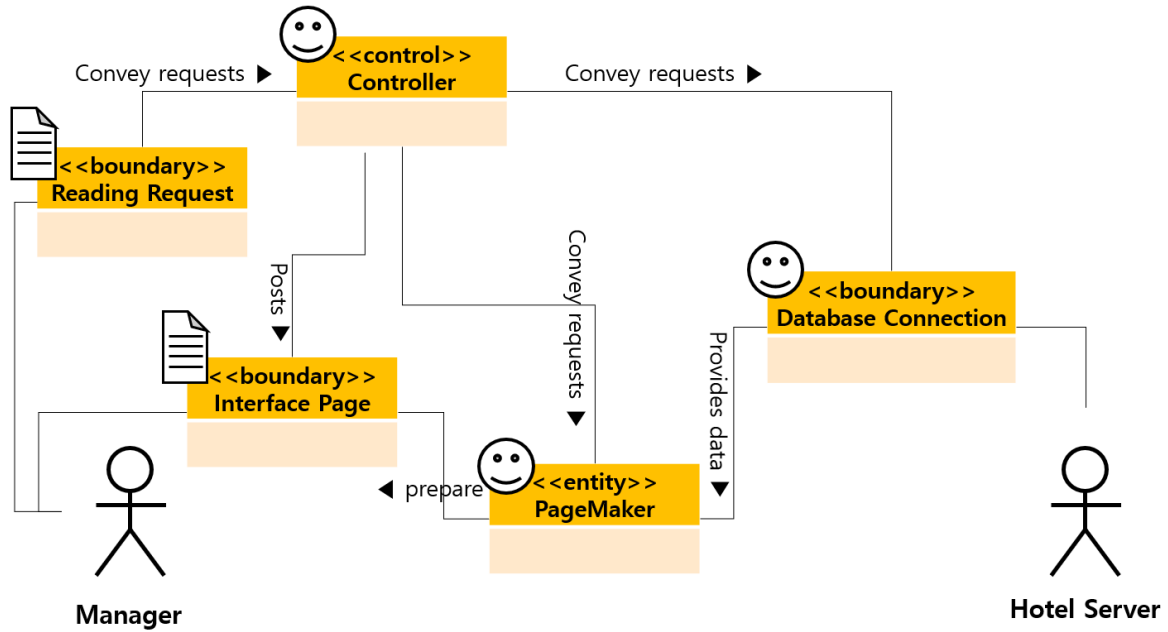 <<control>>
Controller
Convey requests ▶
Convey requests ▶
<<boundary>>
Reading Request
Convey requests ▶
Posts ▶
<<boundary>>
Database Connection
Provides data ▶
<<boundary>>
Interface Page
◀ prepare
<<entity>>
PageMaker
Manager
Hotel Server